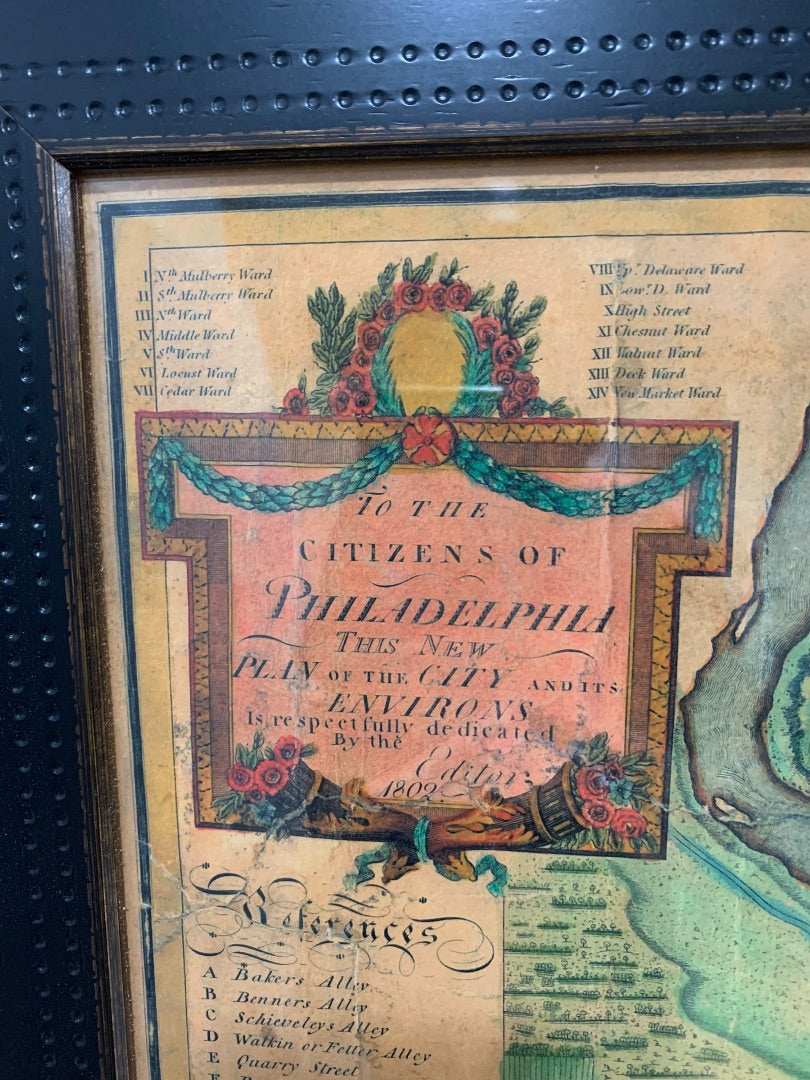 I Nth Mulberry Ward
II Sth Mulberry Ward
III Nth Ward
IV Middle Ward
V Sth Ward
VI Locust Ward
VII Cedar Ward
VIII Up.r Delaware Ward
IX Low.r D. Ward
X High Street
XI Chesnut Ward
XII Walnut Ward
XIII Dock Ward
XIV New Market Ward
To THE
CITIZENS OF
PHILADELPHIA
THIS NEW
PLAN OF THE CITY AND ITS
ENVIRONS
Is respectfully dedicated
By the
Editor
1802.
References
A Bakers Alley
B Benners Alley
C Schieveleys Alley
D Watkin or Fetter Alley
E Quarry Street